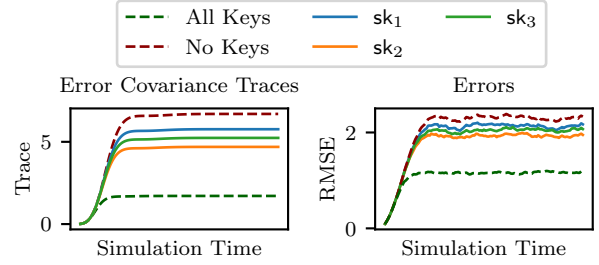 All Keys
sk1
sk3
No Keys
sk2
Error Covariance Traces
Errors
Trace
5
0
Simulation Time
RMSE
2
0
Simulation Time